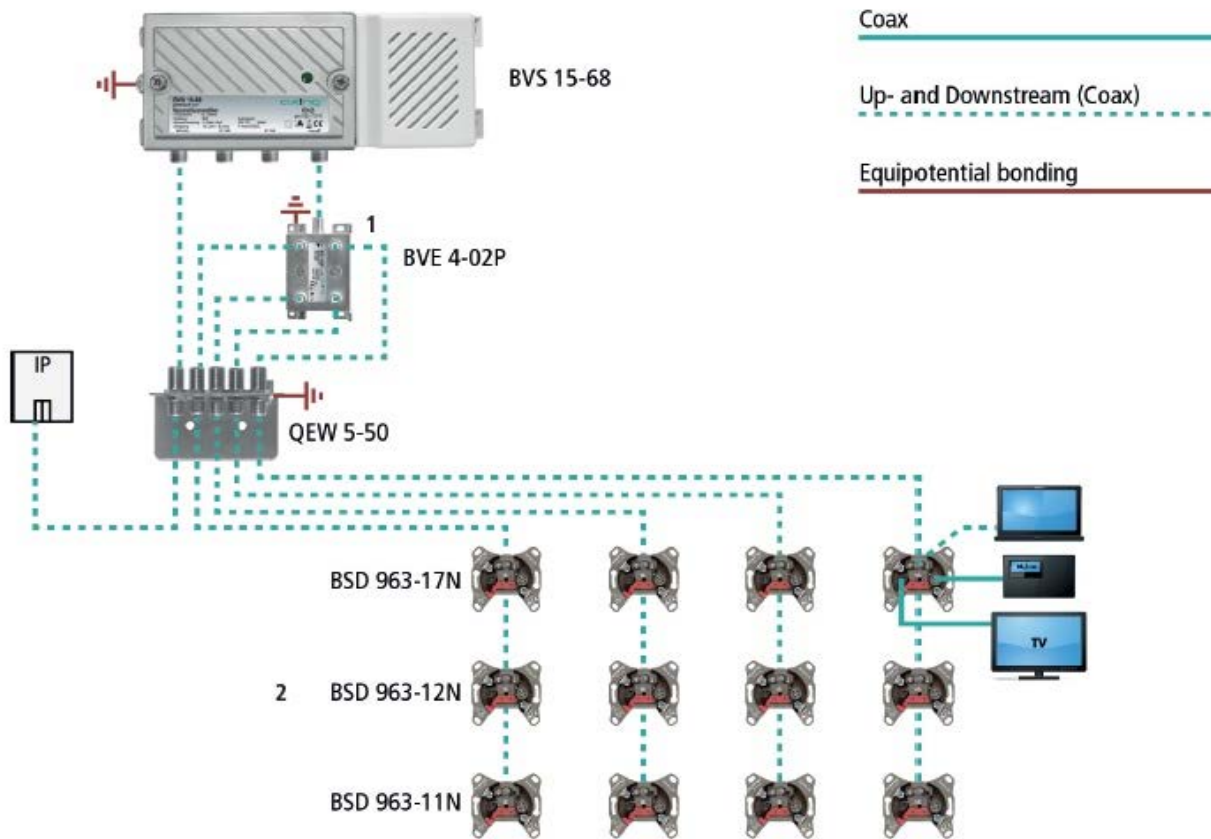 Coax
BVS 15-68
Up- and Downstream (Coax)
Equipotential bonding
1
BVE 4-02P
IP
QEW 5-50
BSD 963-17N
TV
2 BSD 963-12N
BSD 963-11N